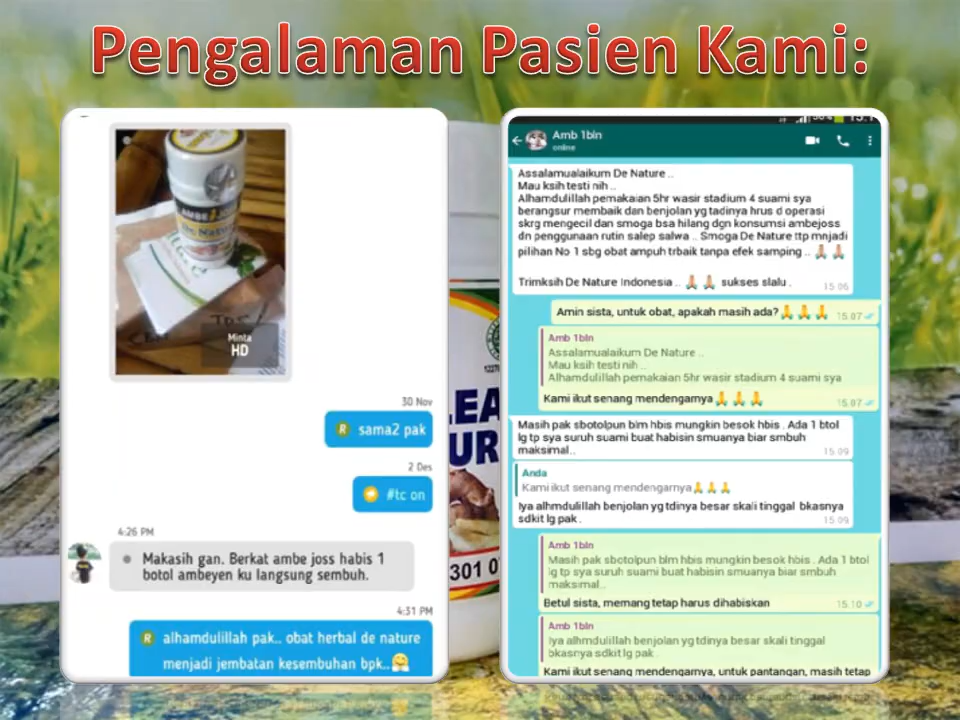 Pengalaman Pasien Kami:
AMBE JOSS
De Nature
Minta
HD
30 Nov
R sama2 pak
2 Des
#tc on
4:26 PM
Makasih gan. Berkat ambe joss habis 1
botol ambeyen ku langsung sembuh.
4:31 PM
R alhamdulillah pak.. obat herbal de nature
menjadi jembatan kesembuhan bpk..🤗
LEA
UR
301 0
Amb 1bln
online
Assalamualaikum De Nature ..
Mau ksih testi nih ..
Alhamdulillah pemakaian 5hr wasir stadium 4 suami sya
berangsur membaik dan benjolan yg tadinya hrus d operasi
skrg mengecil dan smoga bsa hilang dgn konsumsi ambejoss
dn penggunaan rutin salep salwa .. Smoga De Nature ttp mnjadi
pilihan No 1 sbg obat ampuh trbaik tanpa efek samping .. 🙏 🙏
Trimksih De Nature Indonesia .. 🙏 🙏 sukses slalu .
15.06
Amin sista, untuk obat, apakah masih ada?🙏 🙏 🙏 15.07
Amb 1bln
Assalamualaikum De Nature ..
Mau ksih testi nih ..
Alhamdulillah pemakaian 5hr wasir stadium 4 suami sya
Kami ikut senang mendengarnya🙏 🙏 🙏 15.07
Masih pak sbotolpun blm hbis mungkin besok hbis . Ada 1 btol
lg tp sya suruh suami buat habisin smuanya biar smbuh
maksimal.. 15.09
Anda
Kami ikut senang mendengarnya🙏 🙏 🙏
Iya alhmdulillah benjolan yg tdinya besar skali tinggal bkasnya
sdkit lg pak . 15.09
Amb 1bln
Masih pak sbotolpun blm hbis mungkin besok hbis . Ada 1 btol
lg tp sya suruh suami buat habisin smuanya biar smbuh
maksimal..
Betul sista, memang tetap harus dihabiskan 15.10
Amb 1bln
Iya alhmdulillah benjolan yg tdinya besar skali tinggal
bkasnya sdkit lg pak .
Kami ikut senang mendengarnya, untuk pantangan, masih tetap